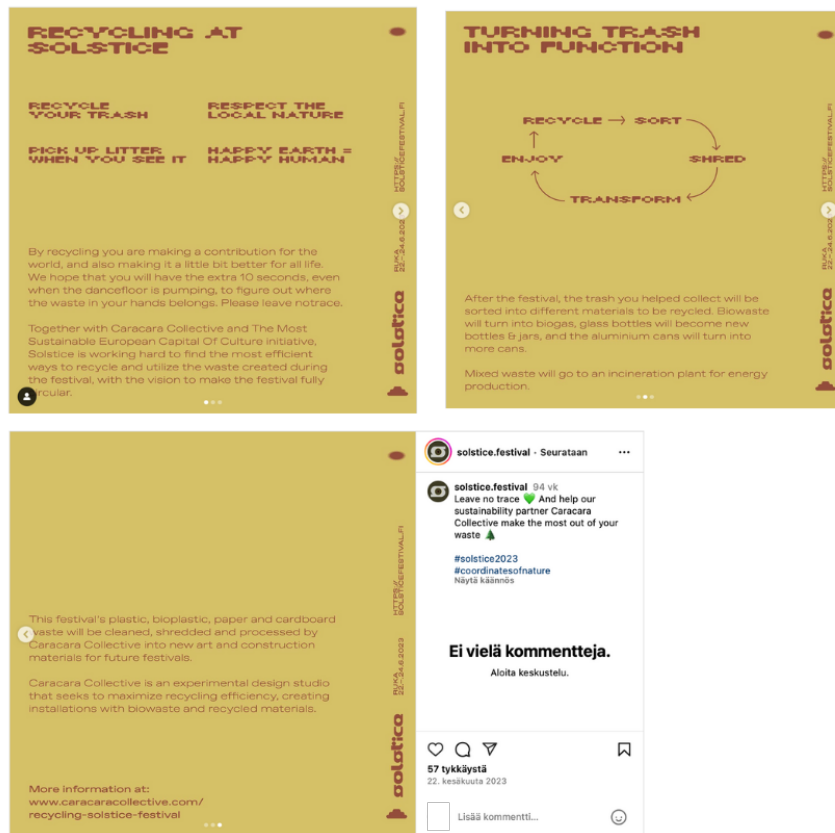 RECYCLING AT
SOLSTICE
RECYCLE
YOUR TRASH
RESPECT THE
LOCAL NATURE
PICK UP LITTER
WHEN YOU SEE IT
HAPPY EARTH =
HAPPY HUMAN
By recycling you are making a contribution for the
world, and also making it a little bit better for all life.
We hope that you will have the extra 10 seconds, even
when the dancefloor is pumping, to figure out where
the waste in your hands belongs. Please leave notrace.
Together with Caracara Collective and The Most
Sustainable European Capital Of Culture initiative,
Solstice is working hard to find the most efficient
ways to recycle and utilize the waste created during
the festival, with the vision to make the festival fully
ircular.
HTTPS://
SOLSTICEFESTIVAL.FI
RUKA
22.-24.6.202
solstice
TURNING TRASH
INTO FUNCTION
RECYCLE → SORT
ENJOY
SHRED
TRANSFORM
After the festival, the trash you helped collect will be
sorted into different materials to be reycled. Biowaste
will turn into biogas, glass bottles will become new
bottles & jars, and the aluminium cans will turn into
more cans.
Mixed waste will go to an incineration plant for energy
production.
HTTPS://
SOLSTICEFESTIVAL.FI
RUKA
22.-24.6.202
solstice
This festival's plastic, bioplastic, paper and cardboard
waste will be cleaned, shredded and processed by
Caracara Collective into new art and construction
materials for future festivals.
Caracara Collective is an experimental design studio
that seeks to maximize recycling efficiency, creating
installations with biowaste and recycled materials.
More information at:
www.caracaracollective.com/
recycling-solstice-festival
HTTPS://
SOLSTICEFESTIVAL.FI
RUKA
22.-24.6.2023
solstice
solstice.festival · Seurataan
solstice.festival 94 vk
Leave no trace 💚 And help our
sustainability partner Caracara
Collective make the most out of your
waste 🌲
#solstice2023
#coordinatesofnature
Näytä käännös
Ei vielä kommentteja.
Aloita keskustelu.
57 tykkäystä
22. kesäkuuta 2023
Lisää kommentti...